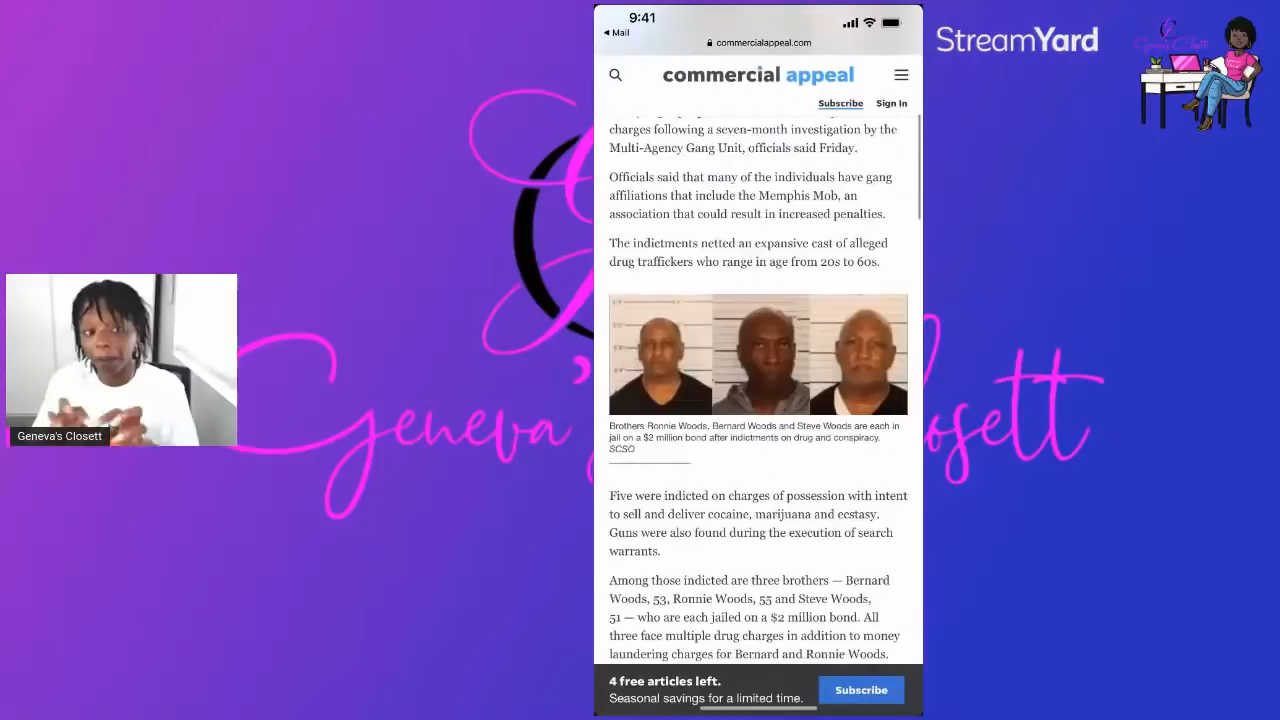 9:41
Mail
commercialappeal.com
commercial appeal
Subscribe Sign In
charges following a seven-month investigation by the
Multi-Agency Gang Unit, officials said Friday.
Officials said that many of the individuals have gang
affiliations that include the Memphis Mob, an
association that could result in increased penalties.
The indictments netted an expansive cast of alleged
drug traffickers who range in age from 20s to 60s.
Brothers Ronnie Woods, Bernard Woods and Steve Woods are each in
jail on a $2 million bond after indictments on drug and conspiracy.
SCSO
Five were indicted on charges of possession with intent
to sell and deliver cocaine, marijuana and ecstasy.
Guns were also found during the execution of search
warrants.
Among those indicted are three brothers — Bernard
Woods, 53, Ronnie Woods, 55 and Steve Woods,
51 — who are each jailed on a $2 million bond. All
three face multiple drug charges in addition to money
laundering charges for Bernard and Ronnie Woods.
4 free articles left.
Seasonal savings for a limited time.
Subscribe
StreamYard
Geneva's Closett
Geneva's
losett